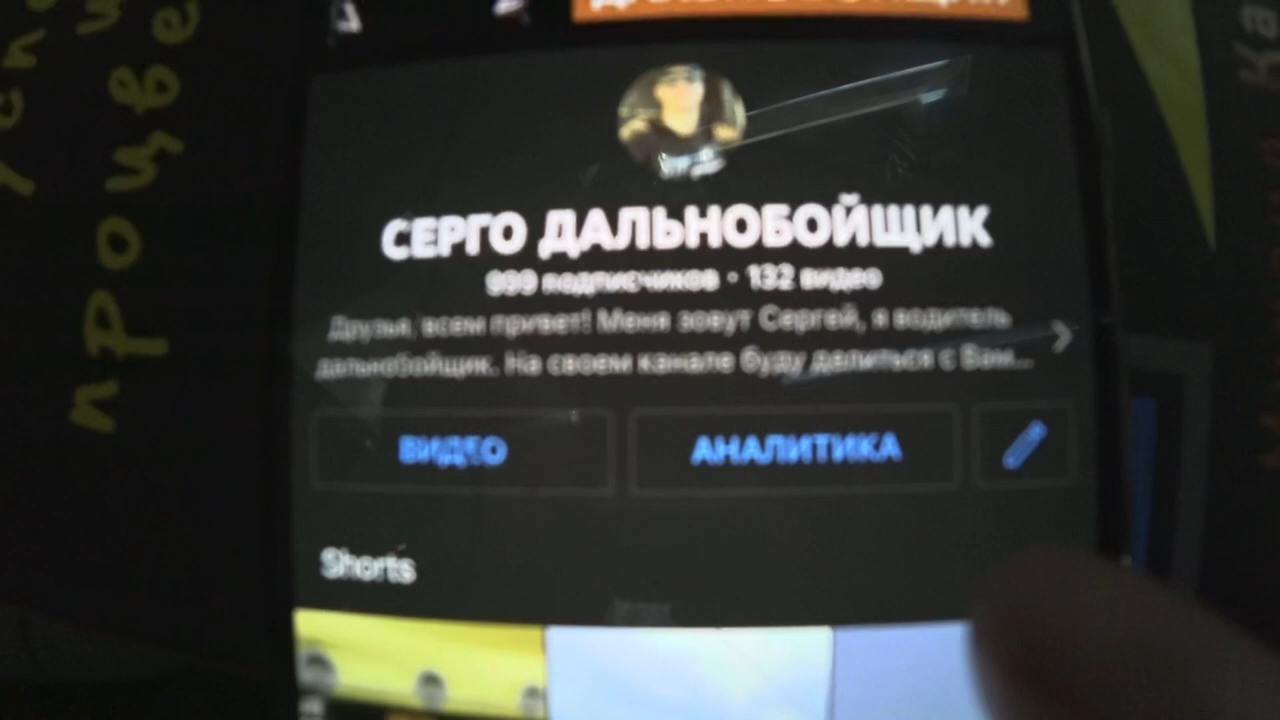 СЕРГО ДАЛЬНОБОЙЩИК
999 подписчиков · 132 видео
Друзья, всем привет! Меня зовут Сергей, я водитель
дальнобойщик. На своем канале буду делиться с Вам...
ВИДЕО
АНАЛИТИКА
Shorts